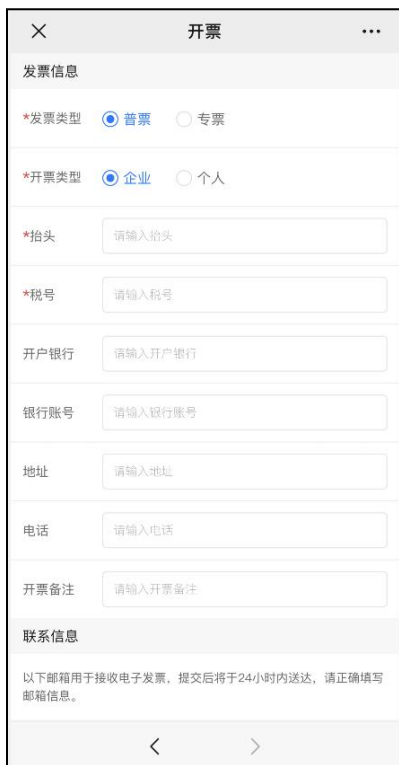 开票
发票信息
*发票类型 普票 专票
*开票类型 企业 个人
*抬头 请输入抬头
*税号 请输入税号
开户银行 请输入开户银行
银行账号 请输入银行账号
地址 请输入地址
电话 请输入电话
开票备注 请输入开票备注
联系信息
以下邮箱用于接收电子发票，提交后将于24小时内送达，请正确填写
邮箱信息。